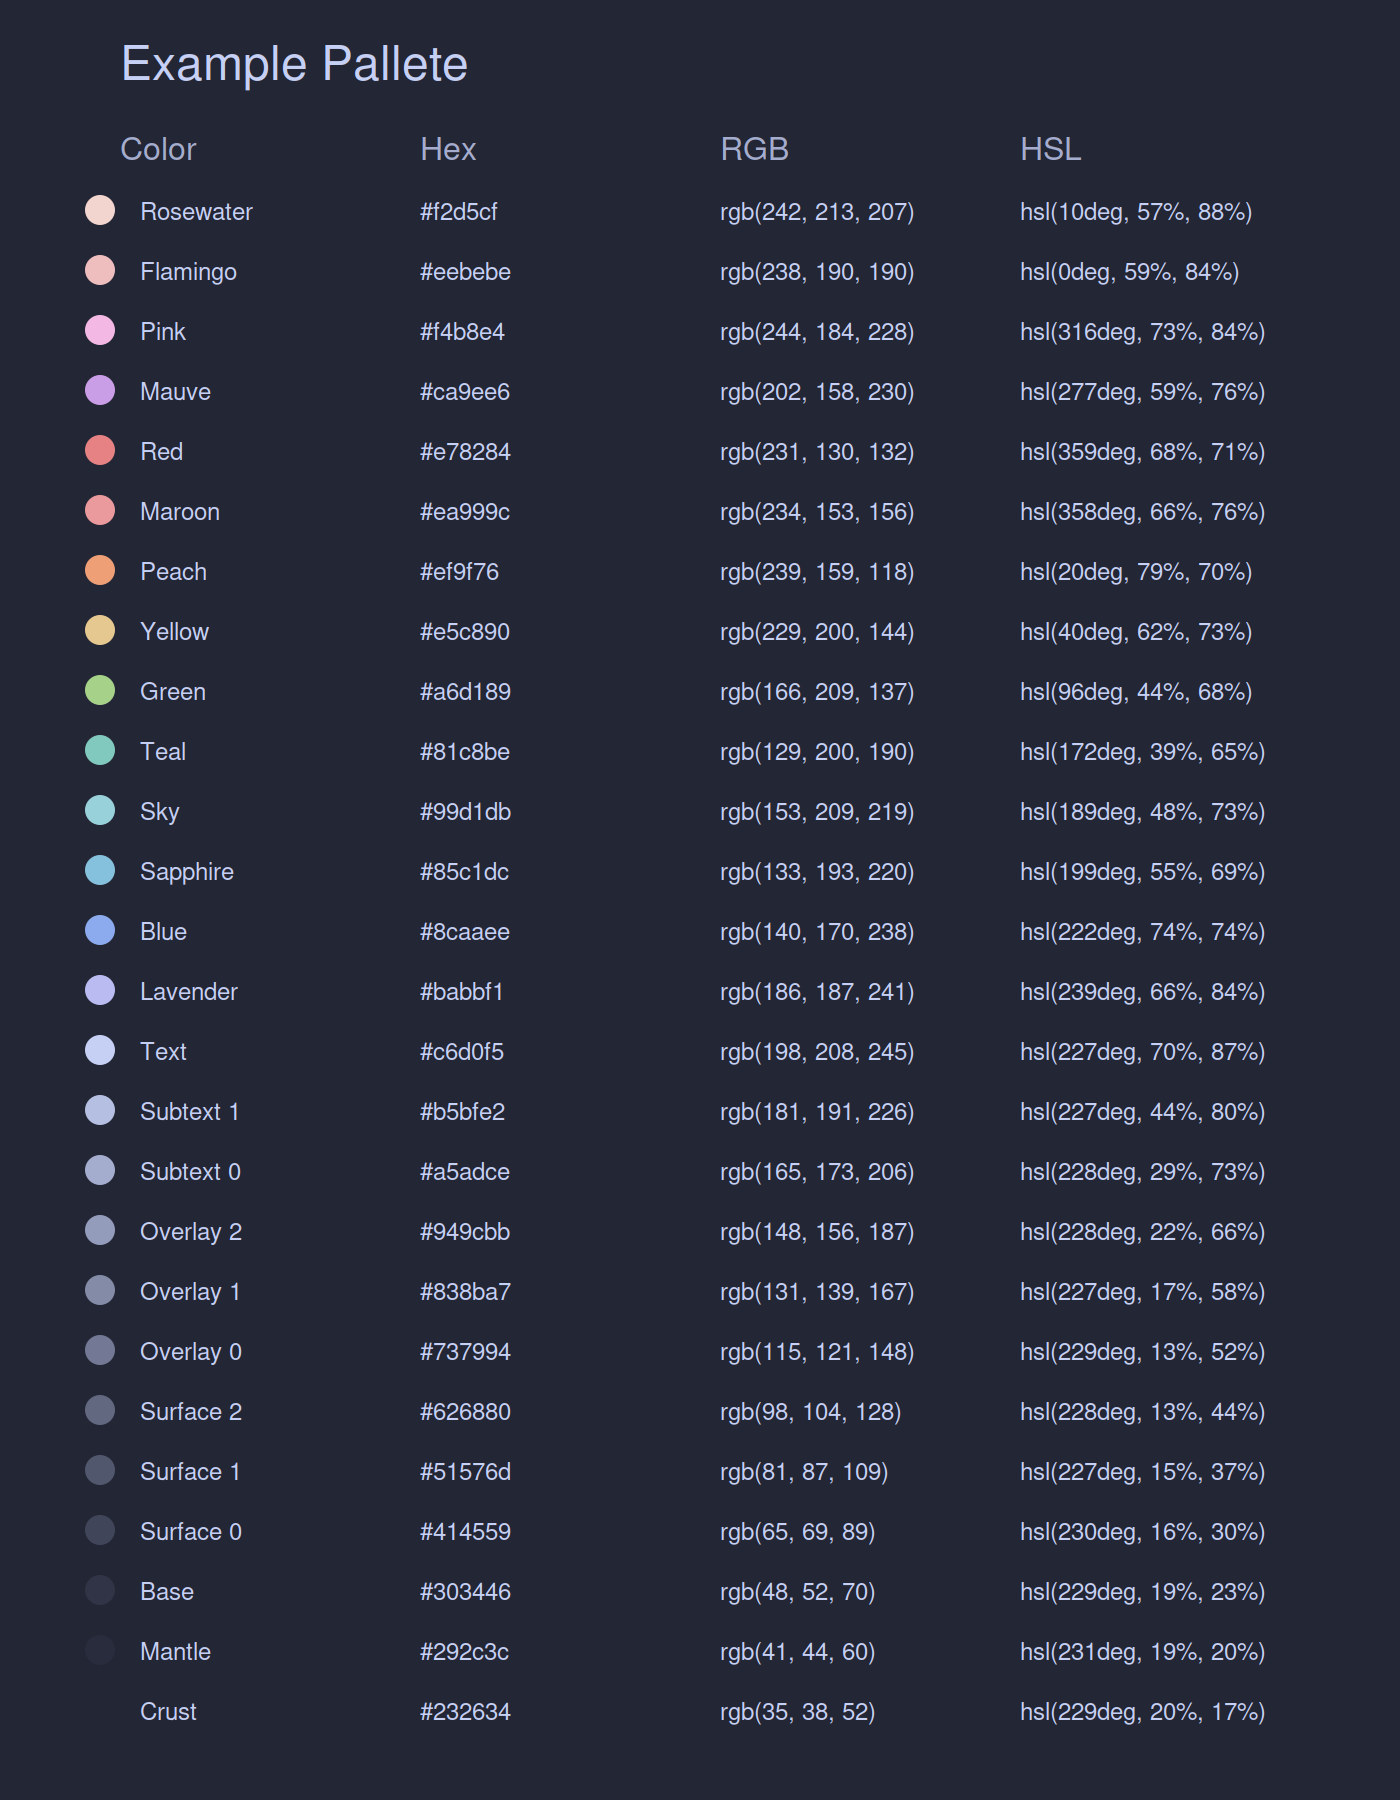 Example Pallete
Color Hex RGB HSL
Rosewater #f2d5cf rgb(242, 213, 207) hsl(10deg, 57%, 88%)
Flamingo #eebebe rgb(238, 190, 190) hsl(0deg, 59%, 84%)
Pink #f4b8e4 rgb(244, 184, 228) hsl(316deg, 73%, 84%)
Mauve #ca9ee6 rgb(202, 158, 230) hsl(277deg, 59%, 76%)
Red #e78284 rgb(231, 130, 132) hsl(359deg, 68%, 71%)
Maroon #ea999c rgb(234, 153, 156) hsl(358deg, 66%, 76%)
Peach #ef9f76 rgb(239, 159, 118) hsl(20deg, 79%, 70%)
Yellow #e5c890 rgb(229, 200, 144) hsl(40deg, 62%, 73%)
Green #a6d189 rgb(166, 209, 137) hsl(96deg, 44%, 68%)
Teal #81c8be rgb(129, 200, 190) hsl(172deg, 39%, 65%)
Sky #99d1db rgb(153, 209, 219) hsl(189deg, 48%, 73%)
Sapphire #85c1dc rgb(133, 193, 220) hsl(199deg, 55%, 69%)
Blue #8caaee rgb(140, 170, 238) hsl(222deg, 74%, 74%)
Lavender #babbf1 rgb(186, 187, 241) hsl(239deg, 66%, 84%)
Text #c6d0f5 rgb(198, 208, 245) hsl(227deg, 70%, 87%)
Subtext 1 #b5bfe2 rgb(181, 191, 226) hsl(227deg, 44%, 80%)
Subtext 0 #a5adce rgb(165, 173, 206) hsl(228deg, 29%, 73%)
Overlay 2 #949cbb rgb(148, 156, 187) hsl(228deg, 22%, 66%)
Overlay 1 #838ba7 rgb(131, 139, 167) hsl(227deg, 17%, 58%)
Overlay 0 #737994 rgb(115, 121, 148) hsl(229deg, 13%, 52%)
Surface 2 #626880 rgb(98, 104, 128) hsl(228deg, 13%, 44%)
Surface 1 #51576d rgb(81, 87, 109) hsl(227deg, 15%, 37%)
Surface 0 #414559 rgb(65, 69, 89) hsl(230deg, 16%, 30%)
Base #303446 rgb(48, 52, 70) hsl(229deg, 19%, 23%)
Mantle #292c3c rgb(41, 44, 60) hsl(231deg, 19%, 20%)
Crust #232634 rgb(35, 38, 52) hsl(229deg, 20%, 17%)